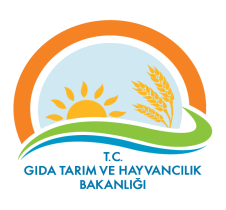 T.C.
GIDA TARIM VE HAYVANCILIK
BAKANLIĞI